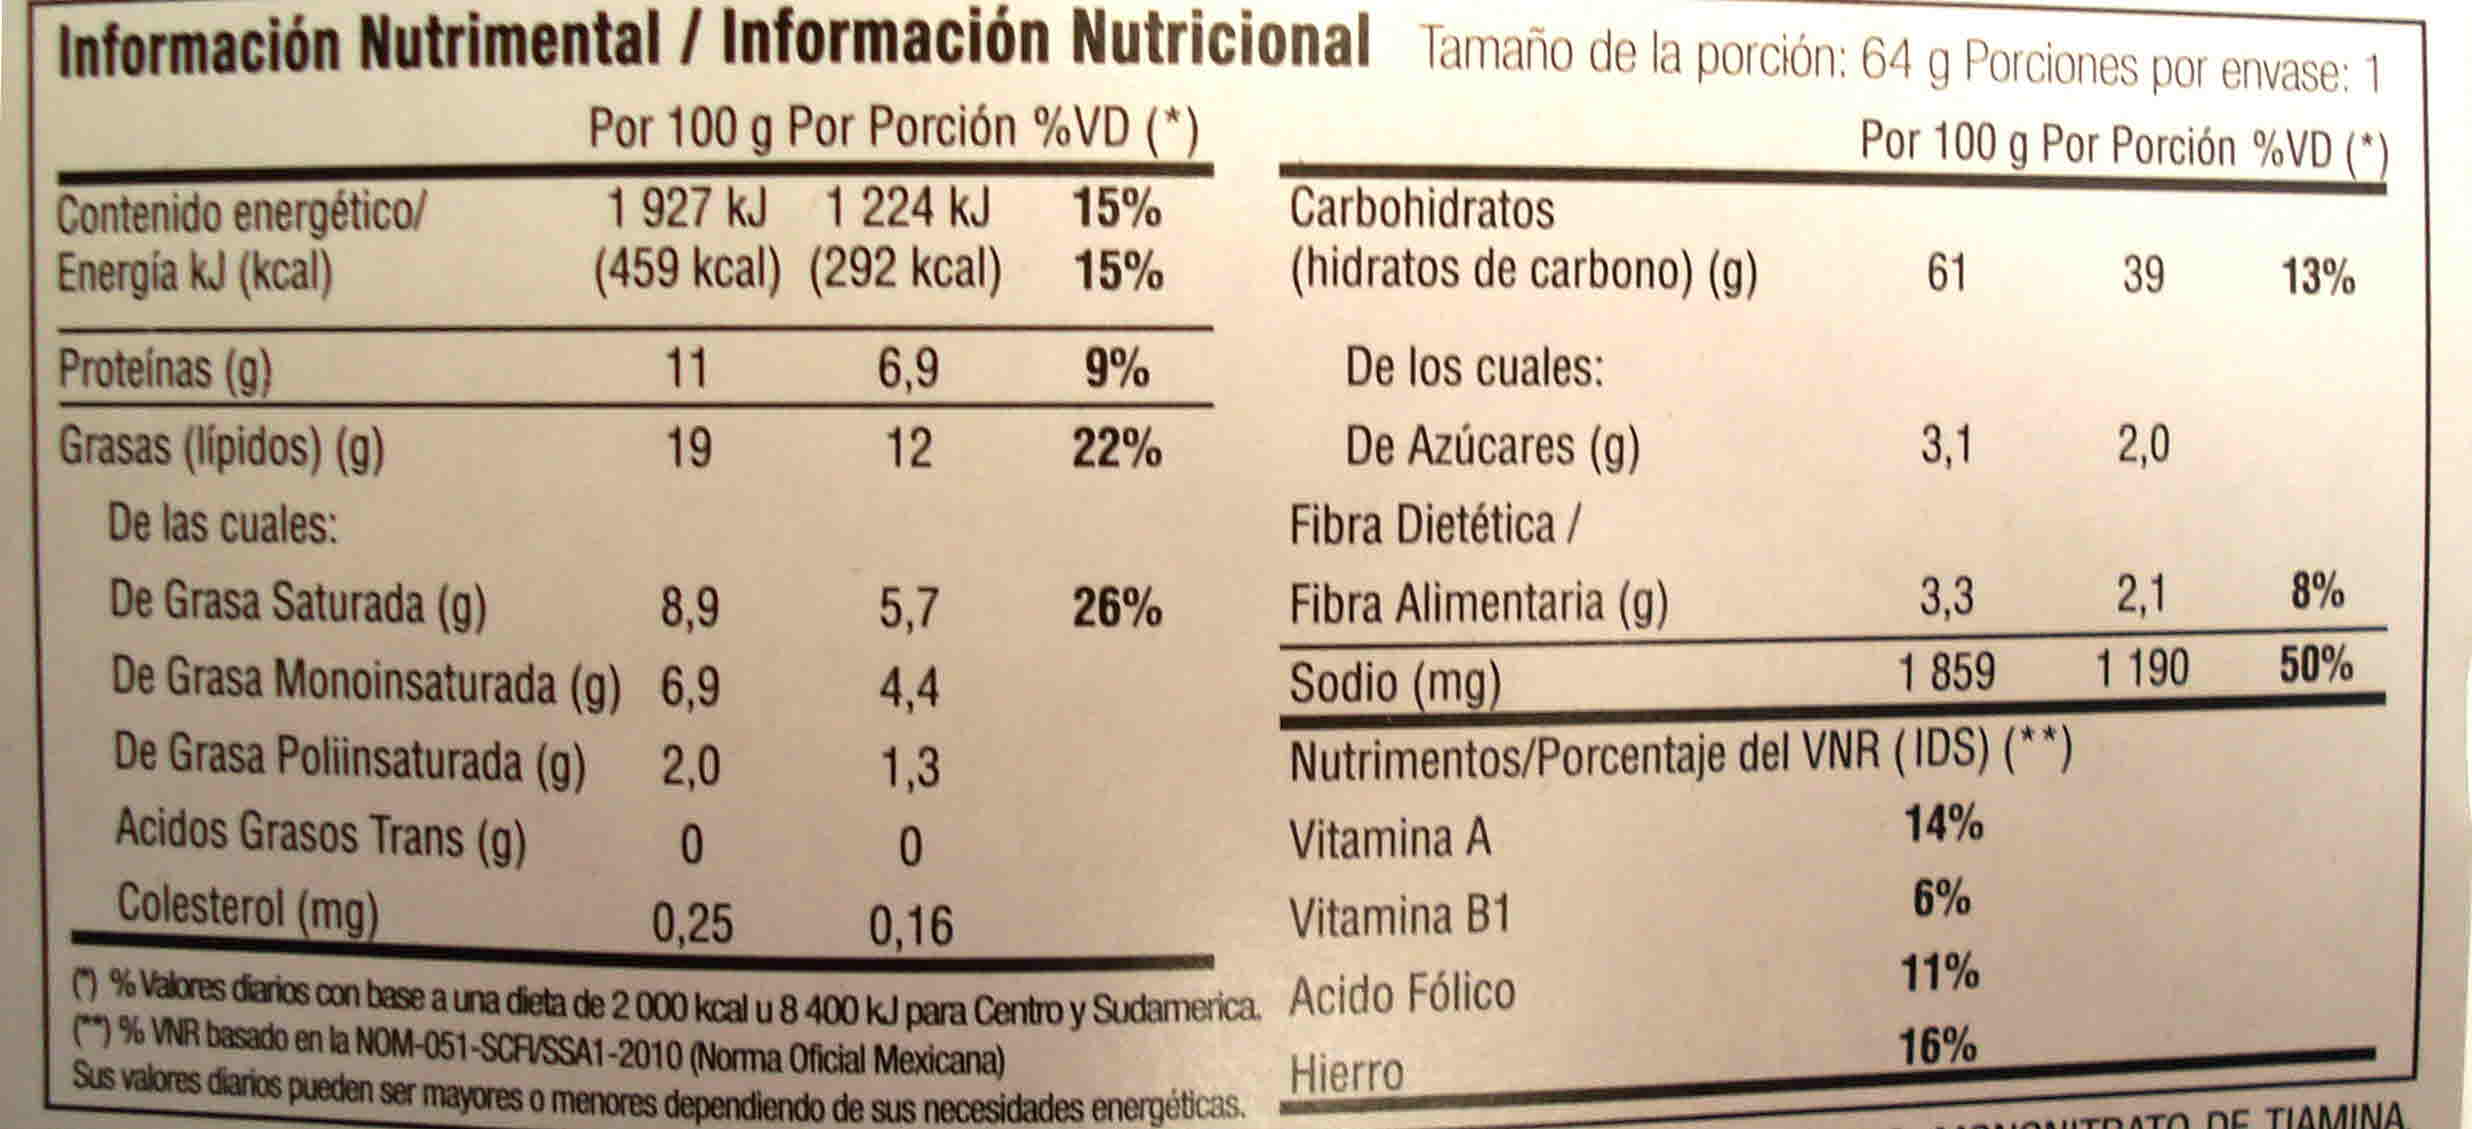 Información Nutrimental / Información Nutricional Tamaño de la porción: 64 g Porciones por envase: 1
Por 100 g Por Porción %VD (*)
Contenido energético/ 1 927 kJ 1 224 kJ 15%
Energía kJ (kcal) (459 kcal) (292 kcal) 15%
Proteínas (g) 11 6,9 9%
Grasas (lípidos) (g) 19 12 22%
De las cuales:
De Grasa Saturada (g) 8,9 5,7 26%
De Grasa Monoinsaturada (g) 6,9 4,4
De Grasa Poliinsaturada (g) 2,0 1,3
Acidos Grasos Trans (g) 0 0
Colesterol (mg) 0,25 0,16
(*) % Valores diarios con base a una dieta de 2 000 kcal u 8 400 kJ para Centro y Sudamerica.
(**) % VNR basado en la NOM-051-SCFI/SSA1-2010 (Norma Oficial Mexicana)
Sus valores diarios pueden ser mayores o menores dependiendo de sus necesidades energéticas.
Por 100 g Por Porción %VD (*)
Carbohidratos
(hidratos de carbono) (g) 61 39 13%
De los cuales:
De Azúcares (g) 3,1 2,0
Fibra Dietética /
Fibra Alimentaria (g) 3,3 2,1 8%
Sodio (mg) 1 859 1 190 50%
Nutrimentos/Porcentaje del VNR (IDS) (**)
Vitamina A 14%
Vitamina B1 6%
Acido Fólico 11%
Hierro 16%
DE TIAMINA,